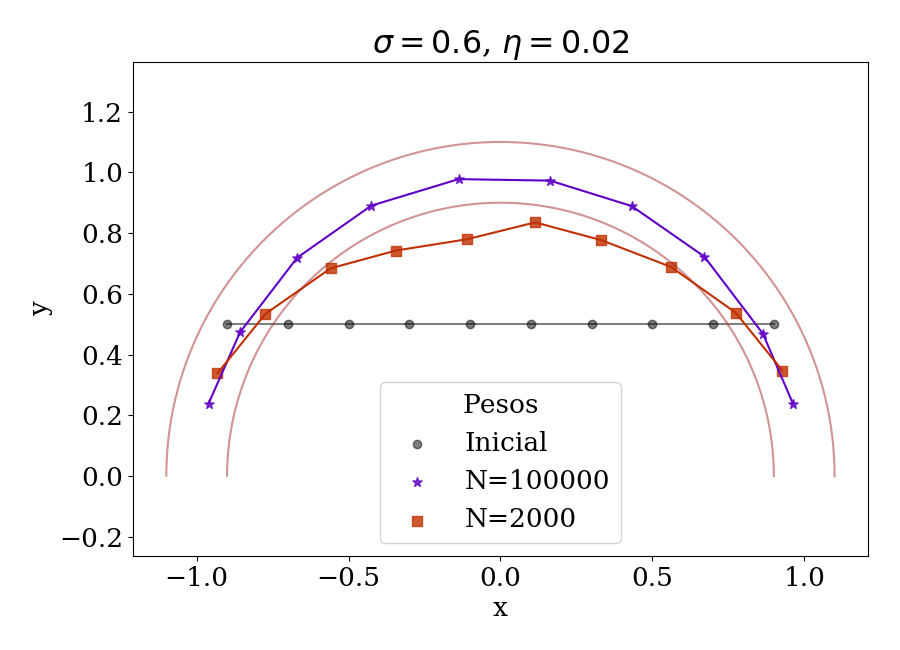 σ = 0.6, η = 0.02
1.2
1.0
0.8
0.6
0.4
0.2
0.0
−0.2
y
Pesos
Inicial
N=100000
N=2000
−1.0 −0.5 0.0 0.5 1.0
x